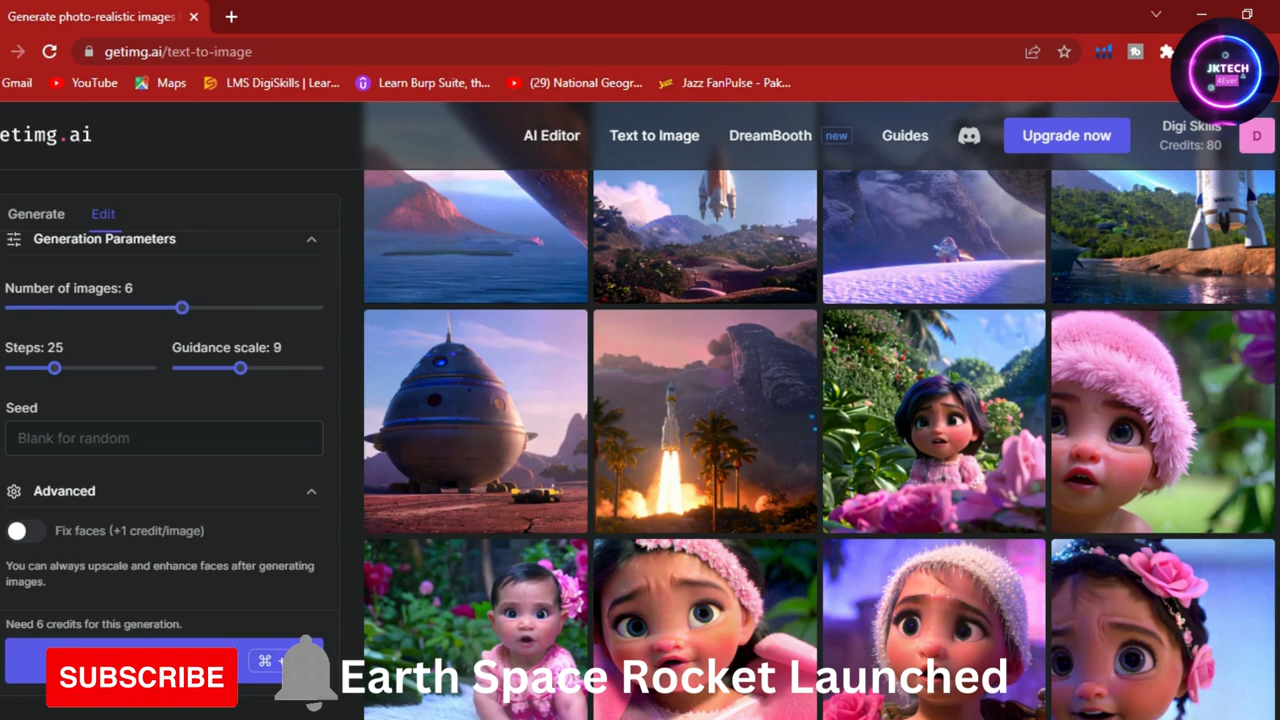 Generate photo-realistic images
getimg.ai/text-to-image
Gmail
YouTube
Maps
LMS DigiSkills | Lear...
Learn Burp Suite, the...
(29) National Geogr...
Jazz FanPulse - Pak...
JKTECH
4Ever
etimg.ai
AI Editor
Text to Image
DreamBooth
new
Guides
Upgrade now
Digi Skills
Credits: 80
D
Generate
Edit
Generation Parameters
Number of images: 6
Steps: 25
Guidance scale: 9
Seed
Blank for random
Advanced
Fix faces (+1 credit/image)
You can always upscale and enhance faces after generating
images.
Need 6 credits for this generation.
⌘ +
SUBSCRIBE
Earth Space Rocket Launched